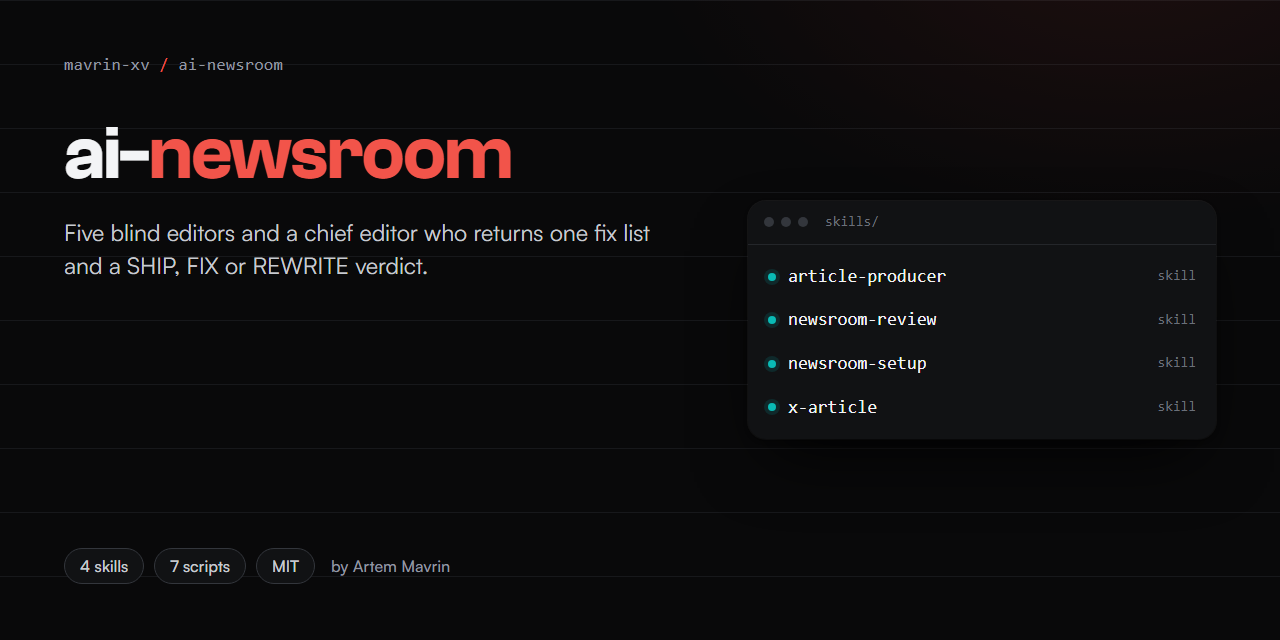 mavrin-xv / ai-newsroom
ai-newsroom
Five blind editors and a chief editor who returns one fix list
and a SHIP, FIX or REWRITE verdict.
skills/
article-producer skill
newsroom-review skill
newsroom-setup skill
x-article skill
4 skills 7 scripts MIT by Artem Mavrin